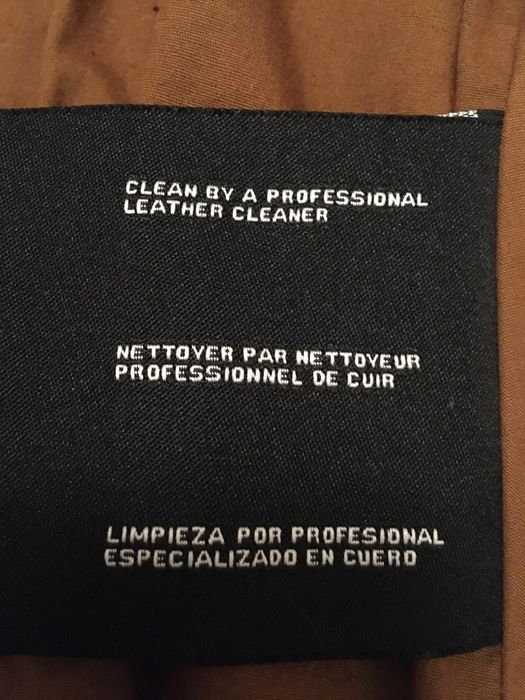 CLEAN BY A PROFESSIONAL
LEATHER CLEANER
NETTOYER PAR NETTOYEUR
PROFESSIONNEL DE CUIR
LIMPIEZA POR PROFESIONAL
ESPECIALIZADO EN CUERO